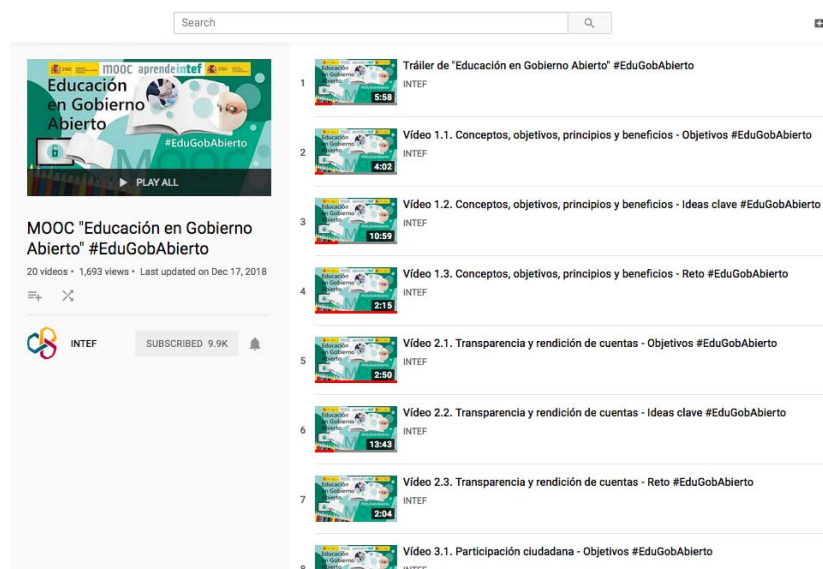 Search
MOOC aprendeintef
Educación
en Gobierno
Abierto
#EduGobAbierto
MOOC
PLAY ALL
MOOC "Educación en Gobierno
Abierto" #EduGobAbierto
20 videos • 1,693 views • Last updated on Dec 17, 2018
INTEF
SUBSCRIBED 9.9K
1
5:58
Tráiler de "Educación en Gobierno Abierto" #EduGobAbierto
INTEF
2
4:02
Vídeo 1.1. Conceptos, objetivos, principios y beneficios - Objetivos #EduGobAbierto
INTEF
3
10:59
Vídeo 1.2. Conceptos, objetivos, principios y beneficios - Ideas clave #EduGobAbierto
INTEF
4
2:15
Vídeo 1.3. Conceptos, objetivos, principios y beneficios - Reto #EduGobAbierto
INTEF
5
2:50
Vídeo 2.1. Transparencia y rendición de cuentas - Objetivos #EduGobAbierto
INTEF
6
13:43
Vídeo 2.2. Transparencia y rendición de cuentas - Ideas clave #EduGobAbierto
INTEF
7
2:04
Vídeo 2.3. Transparencia y rendición de cuentas - Reto #EduGobAbierto
INTEF
8
Vídeo 3.1. Participación ciudadana - Objetivos #EduGobAbierto
INTEF